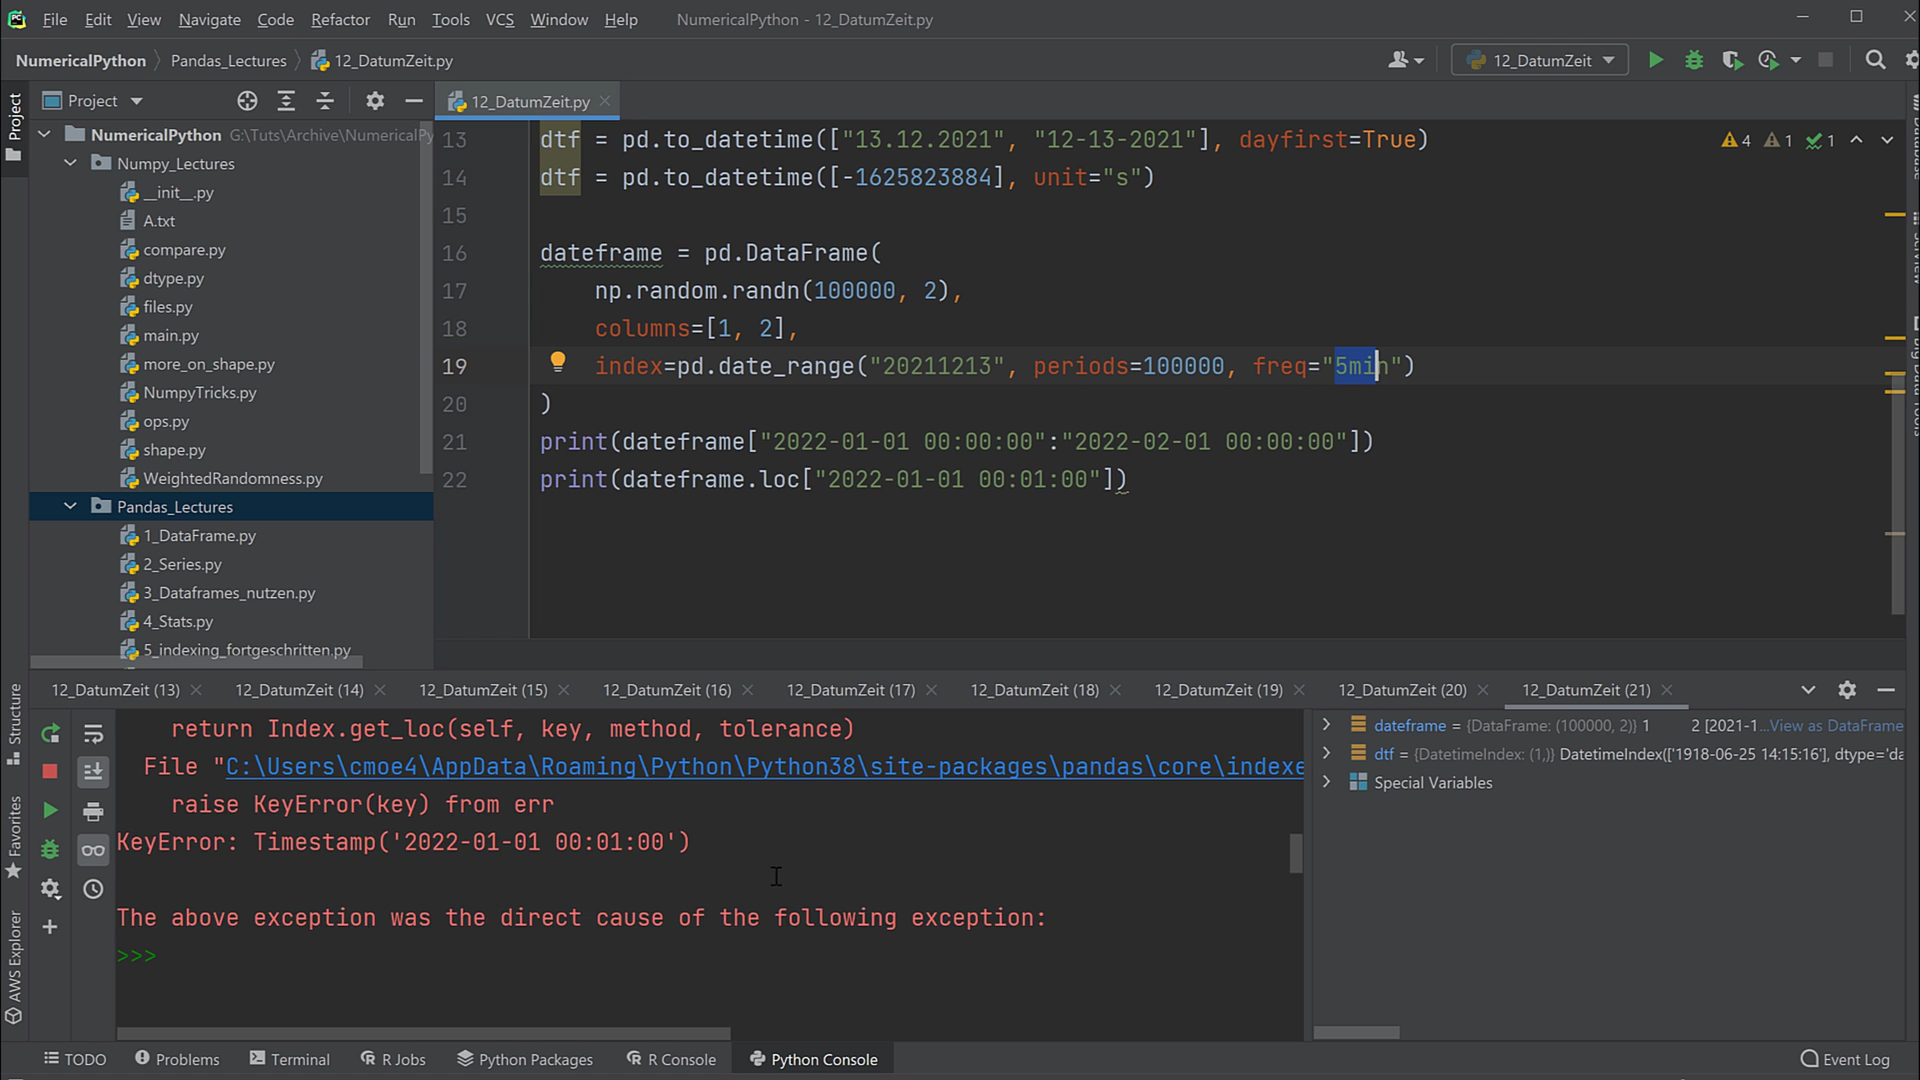 PC File Edit View Navigate Code Refactor Run Tools VCS Window Help NumericalPython - 12_DatumZeit.py
NumericalPython Pandas_Lectures 12_DatumZeit.py 12_DatumZeit
Project
Project
12_DatumZeit.py
NumericalPython G:\Tuts\Archive\NumericalPy
Numpy_Lectures
__init__.py
A.txt
compare.py
dtype.py
files.py
main.py
more_on_shape.py
NumpyTricks.py
ops.py
shape.py
WeightedRandomness.py
Pandas_Lectures
1_DataFrame.py
2_Series.py
3_Dataframes_nutzen.py
4_Stats.py
5_indexing_fortgeschritten.py
13 dtf = pd.to_datetime(["13.12.2021", "12-13-2021"], dayfirst=True)
4 1 1
14 dtf = pd.to_datetime([-1625823884], unit="s")
15
16 dateframe = pd.DataFrame(
17 np.random.randn(100000, 2),
18 columns=[1, 2],
19 index=pd.date_range("20211213", periods=100000, freq="5min")
20 )
21 print(dateframe["2022-01-01 00:00:00":"2022-02-01 00:00:00"])
22 print(dateframe.loc["2022-01-01 00:01:00"])
12_DatumZeit (13) 12_DatumZeit (14) 12_DatumZeit (15) 12_DatumZeit (16) 12_DatumZeit (17) 12_DatumZeit (18) 12_DatumZeit (19) 12_DatumZeit (20) 12_DatumZeit (21)
return Index.get_loc(self, key, method, tolerance)
File "C:\Users\cmoe4\AppData\Roaming\Python\Python38\site-packages\pandas\core\indexe
raise KeyError(key) from err
KeyError: Timestamp('2022-01-01 00:01:00')
The above exception was the direct cause of the following exception:
>>>
dateframe = {DataFrame: (100000, 2)} 1 2 [2021-1...View as DataFrame
dtf = {DatetimeIndex: (1,)} DatetimeIndex(['1918-06-25 14:15:16'], dtype='da
Special Variables
Structure
Favorites
AWS Explorer
TODO Problems Terminal R Jobs Python Packages R Console Python Console Event Log